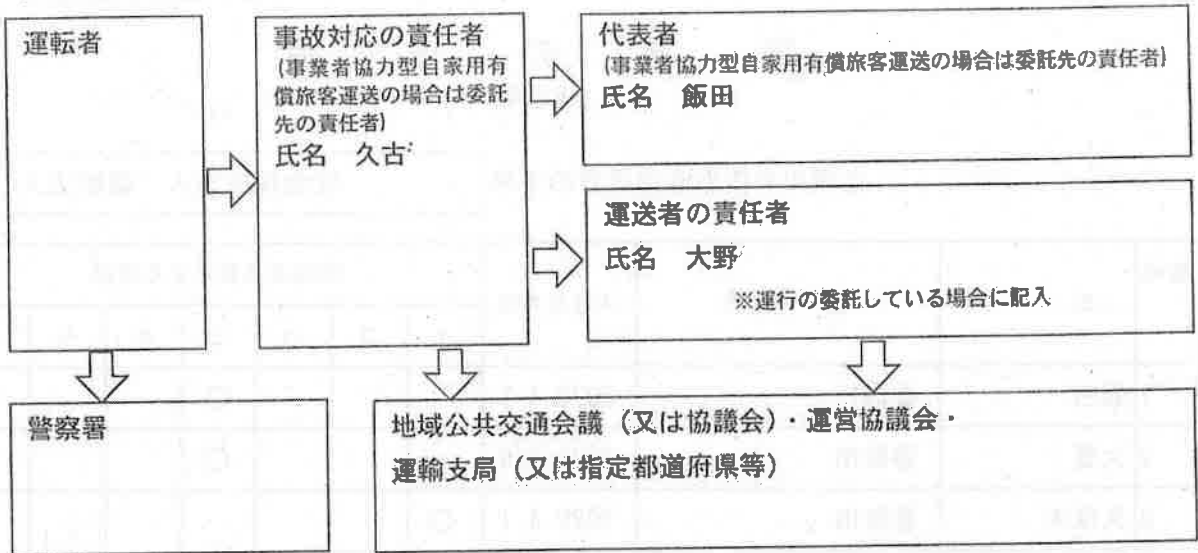 運転者
事故対応の責任者
(事業者協力型自家用有
償旅客運送の場合は委託
先の責任者)
氏名 久古
代表者
(事業者協力型自家用有償旅客運送の場合は委託先の責任者)
氏名 飯田
運送者の責任者
氏名 大野
※運行の委託している場合に記入
警察署
地域公共交通会議（又は協議会）・運営協議会・
運輸支局（又は指定都道府県等）